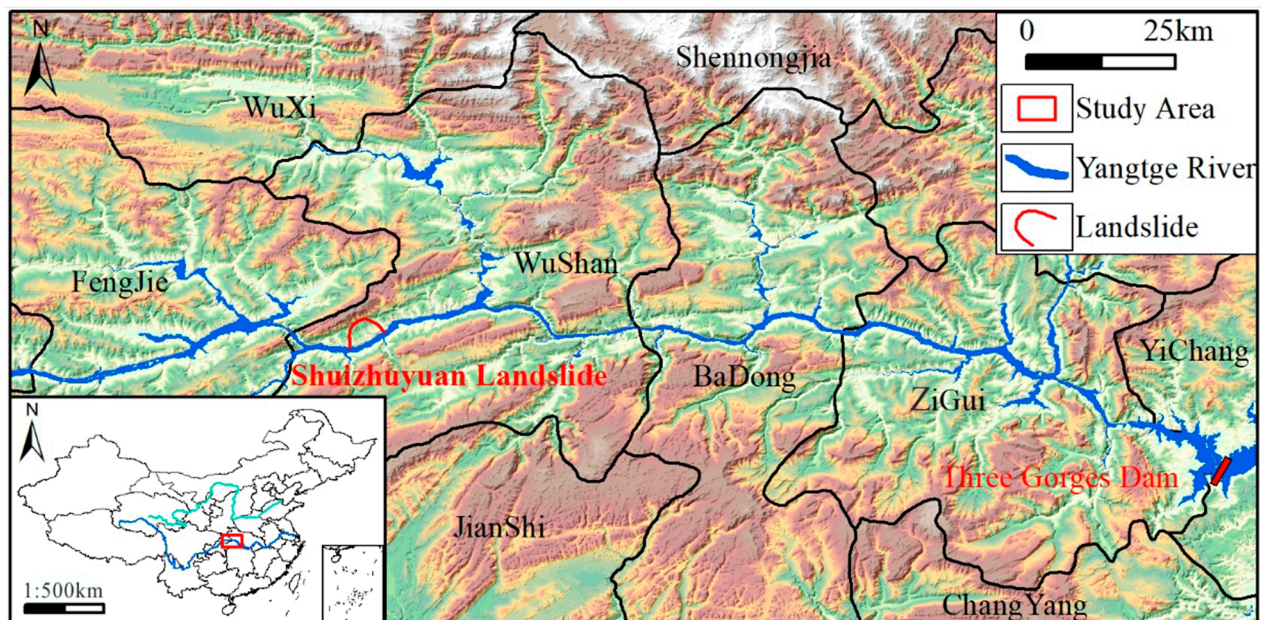 N
0 25km
Study Area
Yangtge River
Landslide
Shennongjia
WuXi
WuShan
FengJie
Shuizhuyuan Landslide
BaDong
YiChang
ZiGui
Three Gorges Dam
JianShi
ChangYang
N
1:500km